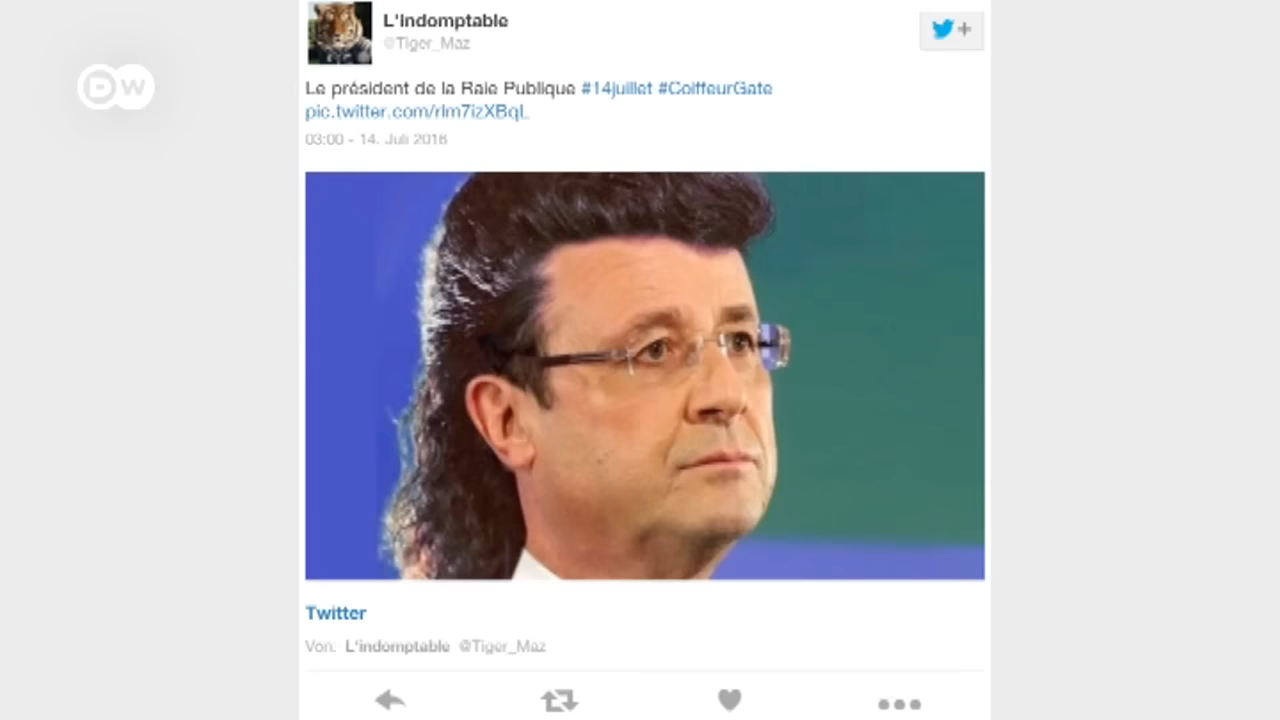 DW
L'indomptable
@Tiger_Maz
Le président de la Raie Publique #14juillet #CoiffeurGate
pic.twitter.com/rlm7izXBqL
03:00 - 14. Juli 2016
Twitter
Von: L'indomptable @Tiger_Maz